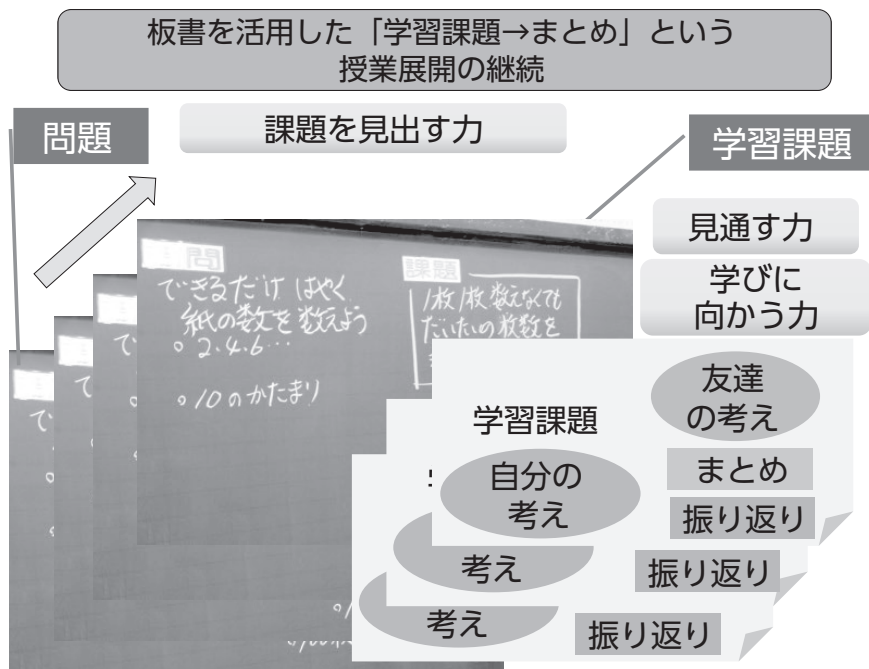 板書を活用した「学習課題→まとめ」という
授業展開の継続
問題
課題を見出す力
学習課題
見通す力
学びに
向かう力
問
できるだけ はやく
紙の数を数えよう
。2.4.6…
。10のかたまり
課題
1枚1枚数えなくても
だいたいの枚数を
で
で
で
学習課題
友達
の考え
自分の
考え
まとめ
振り返り
考え
振り返り
考え
振り返り